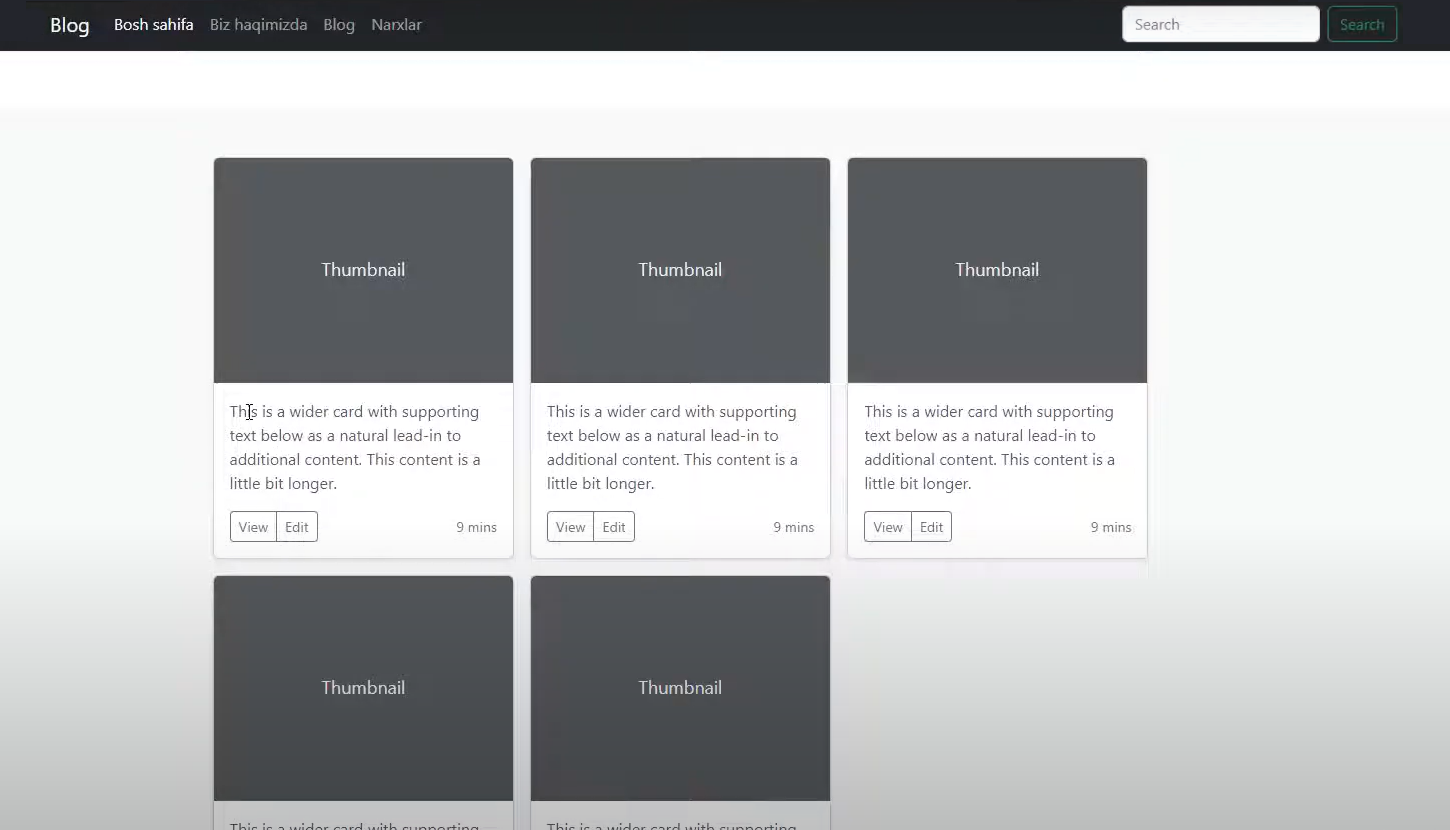 Blog Bosh sahifa Biz haqimizda Blog Narxlar Search Search
Thumbnail
Thumbnail
Thumbnail
This is a wider card with supporting
text below as a natural lead-in to
additional content. This content is a
little bit longer.
View Edit 9 mins
This is a wider card with supporting
text below as a natural lead-in to
additional content. This content is a
little bit longer.
View Edit 9 mins
This is a wider card with supporting
text below as a natural lead-in to
additional content. This content is a
little bit longer.
View Edit 9 mins
Thumbnail
Thumbnail
This is a wider card with supporting
This is a wider card with supporting